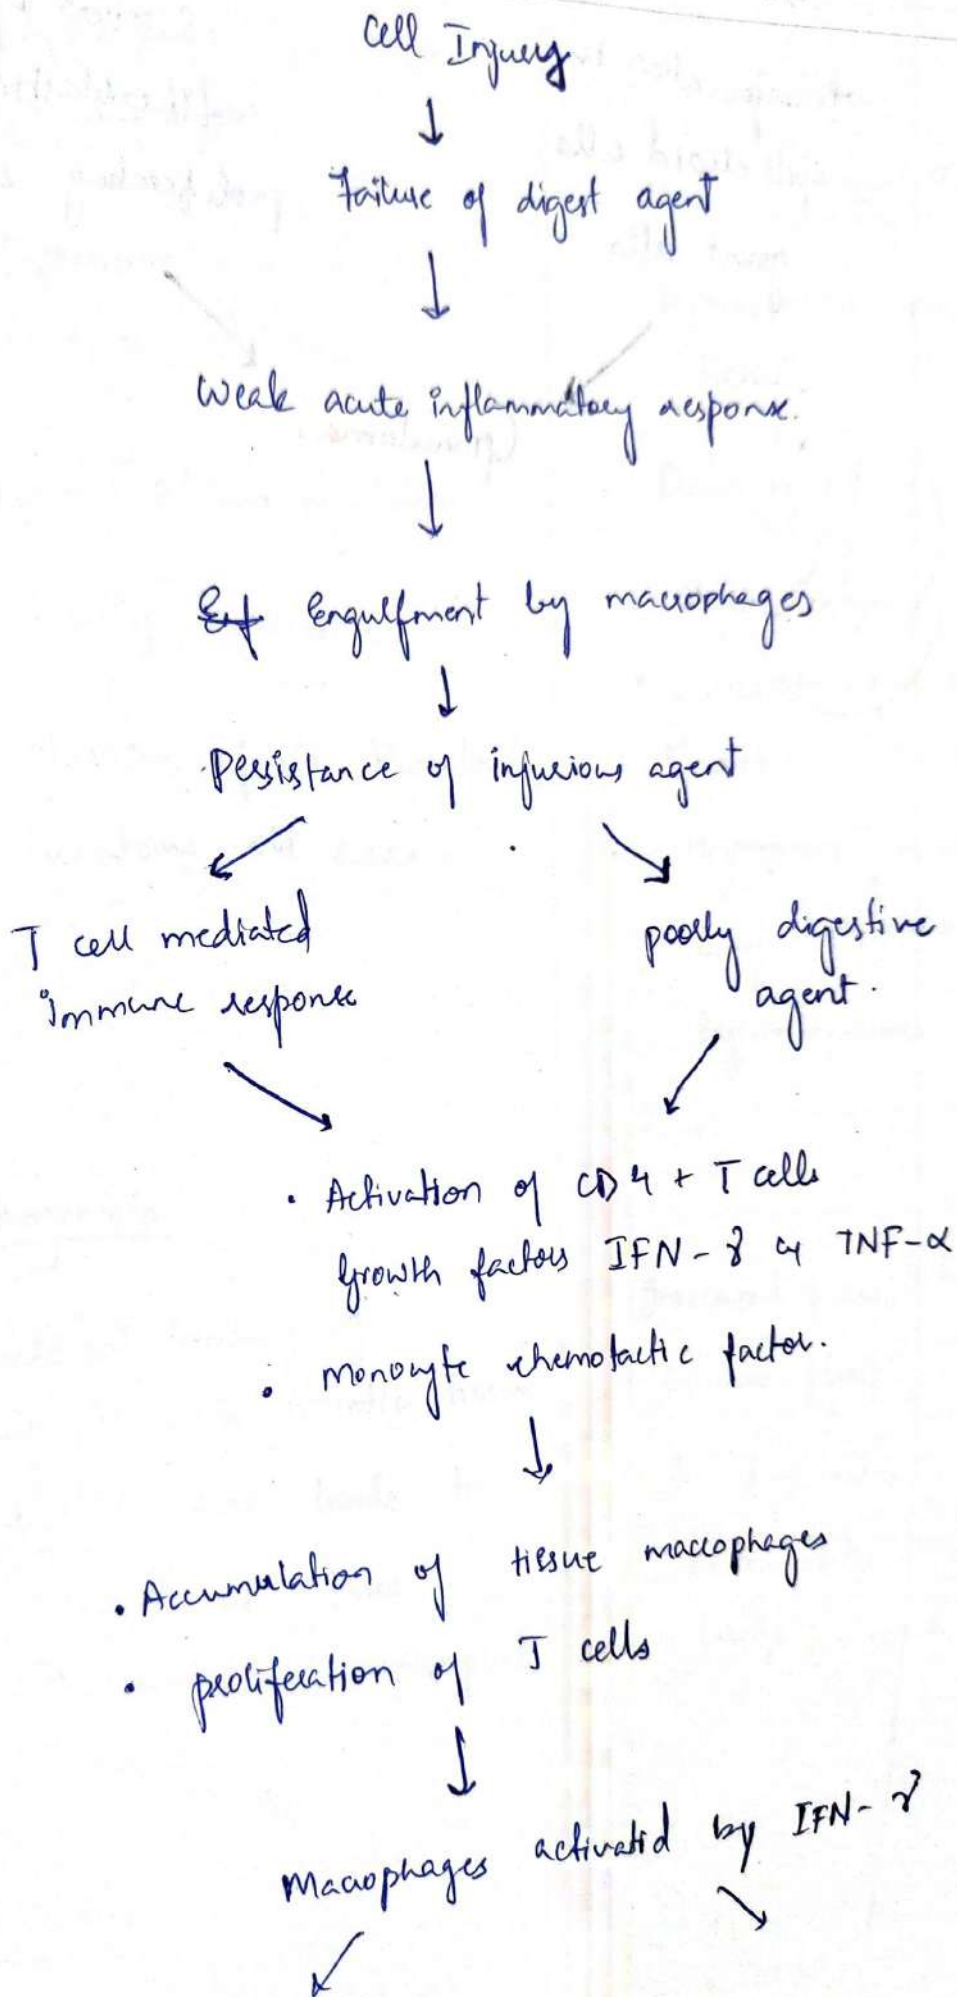 Cell Injury
↓
Failure of digest agent
↓
Weak acute inflammatory response.
↓
Engulfment by macrophages
↓
Persistance of injurious agent
↙ ↘
T cell mediated
immune response
poorly digestive
agent.
↘ ↙
• Activation of CD4 + T cells
Growth factors IFN-γ & TNF-α
• Monocyte chemotactic factor.
↓
• Accumulation of tissue macrophages
• proliferation of T cells
↓
Macrophages activated by IFN-γ
↙ ↘